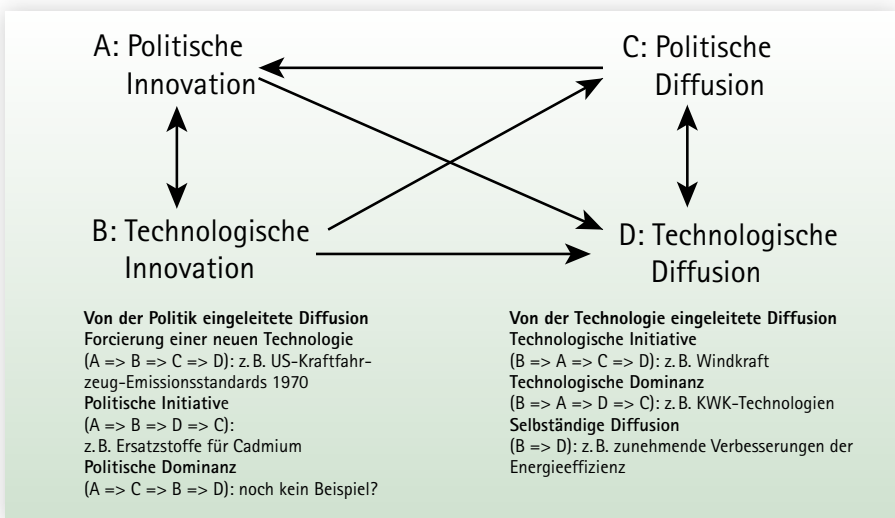 A: Politische
Innovation
C: Politische
Diffusion
B: Technologische
Innovation
D: Technologische
Diffusion
Von der Politik eingeleitete Diffusion
Forcierung einer neuen Technologie
(A => B => C => D): z. B. US-Kraftfahr-
zeug-Emissionsstandards 1970
Politische Initiative
(A => B => D => C):
z. B. Ersatzstoffe für Cadmium
Politische Dominanz
(A => C => B => D): noch kein Beispiel?
Von der Technologie eingeleitete Diffusion
Technologische Initiative
(B => A => C => D): z. B. Windkraft
Technologische Dominanz
(B => A => D => C): z. B. KWK-Technologien
Selbständige Diffusion
(B => D): z. B. zunehmende Verbesserungen der
Energieeffizienz